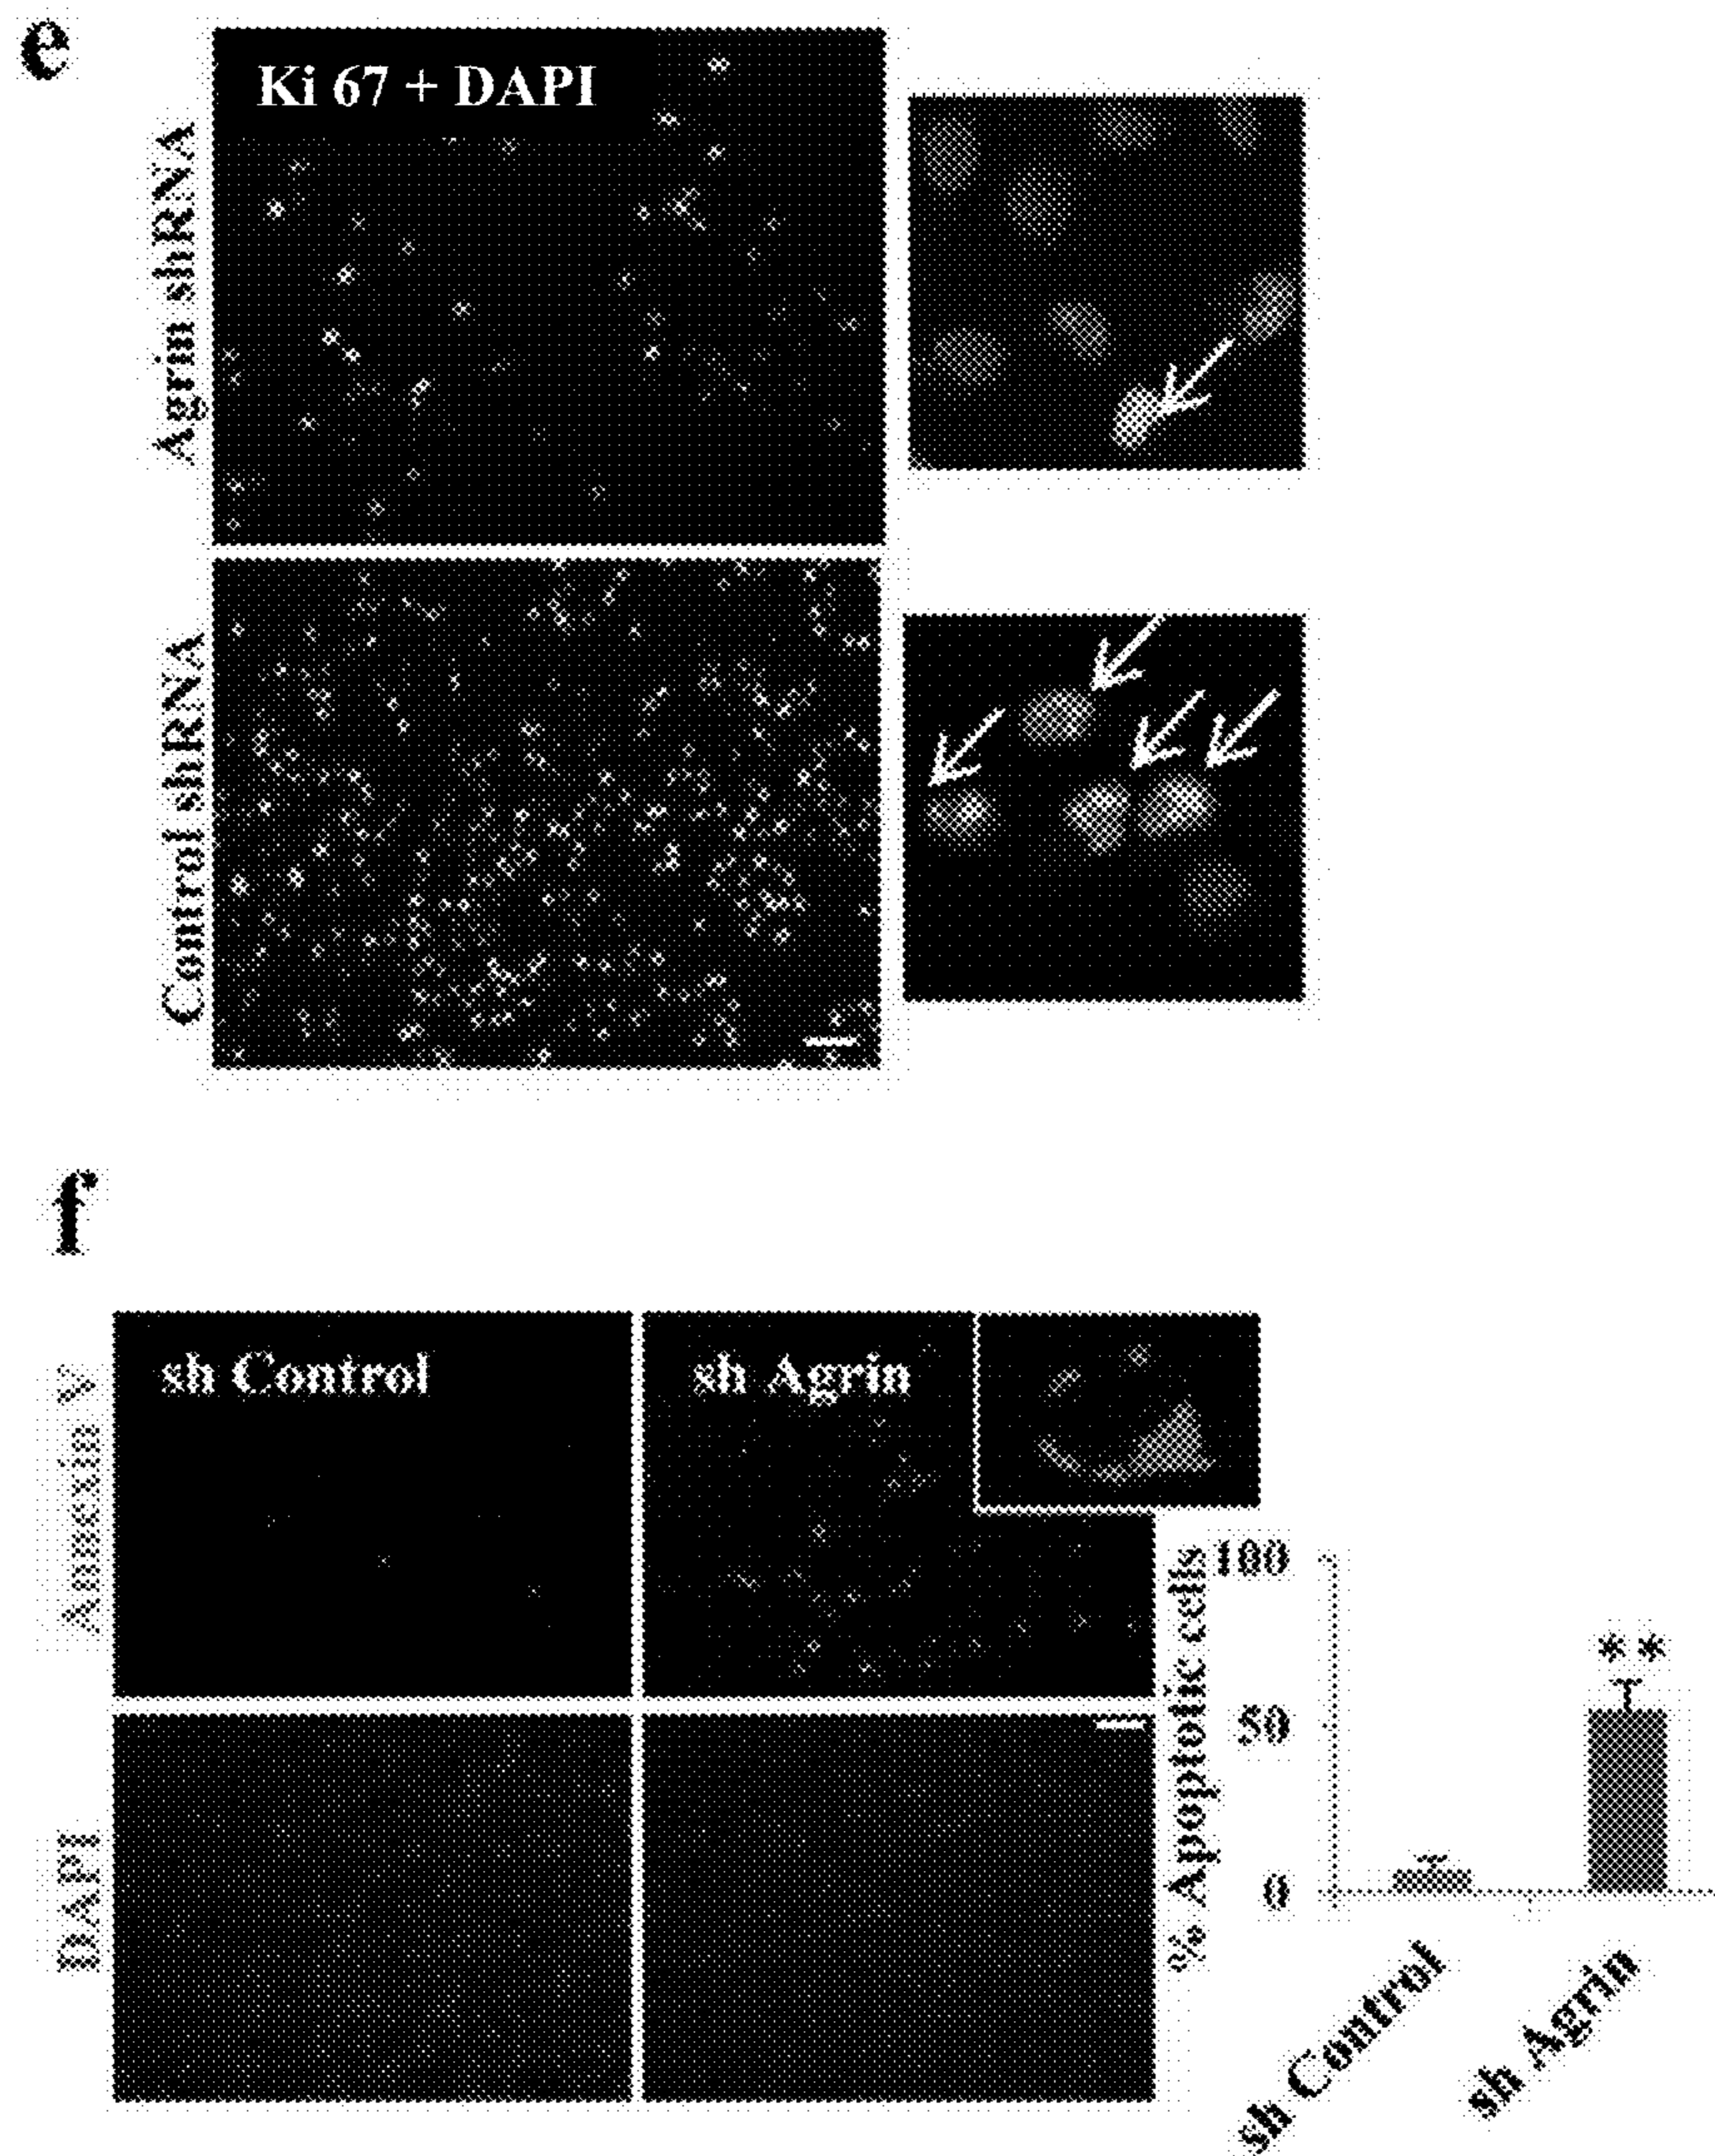 e
Ki 67 + DAPI
Agrin shRNA
Control shRNA
f
Annexin V
sh Control
sh Agrin
DAPI
% Apoptotic cells
100
50
0
**
sh Control
sh Agrin